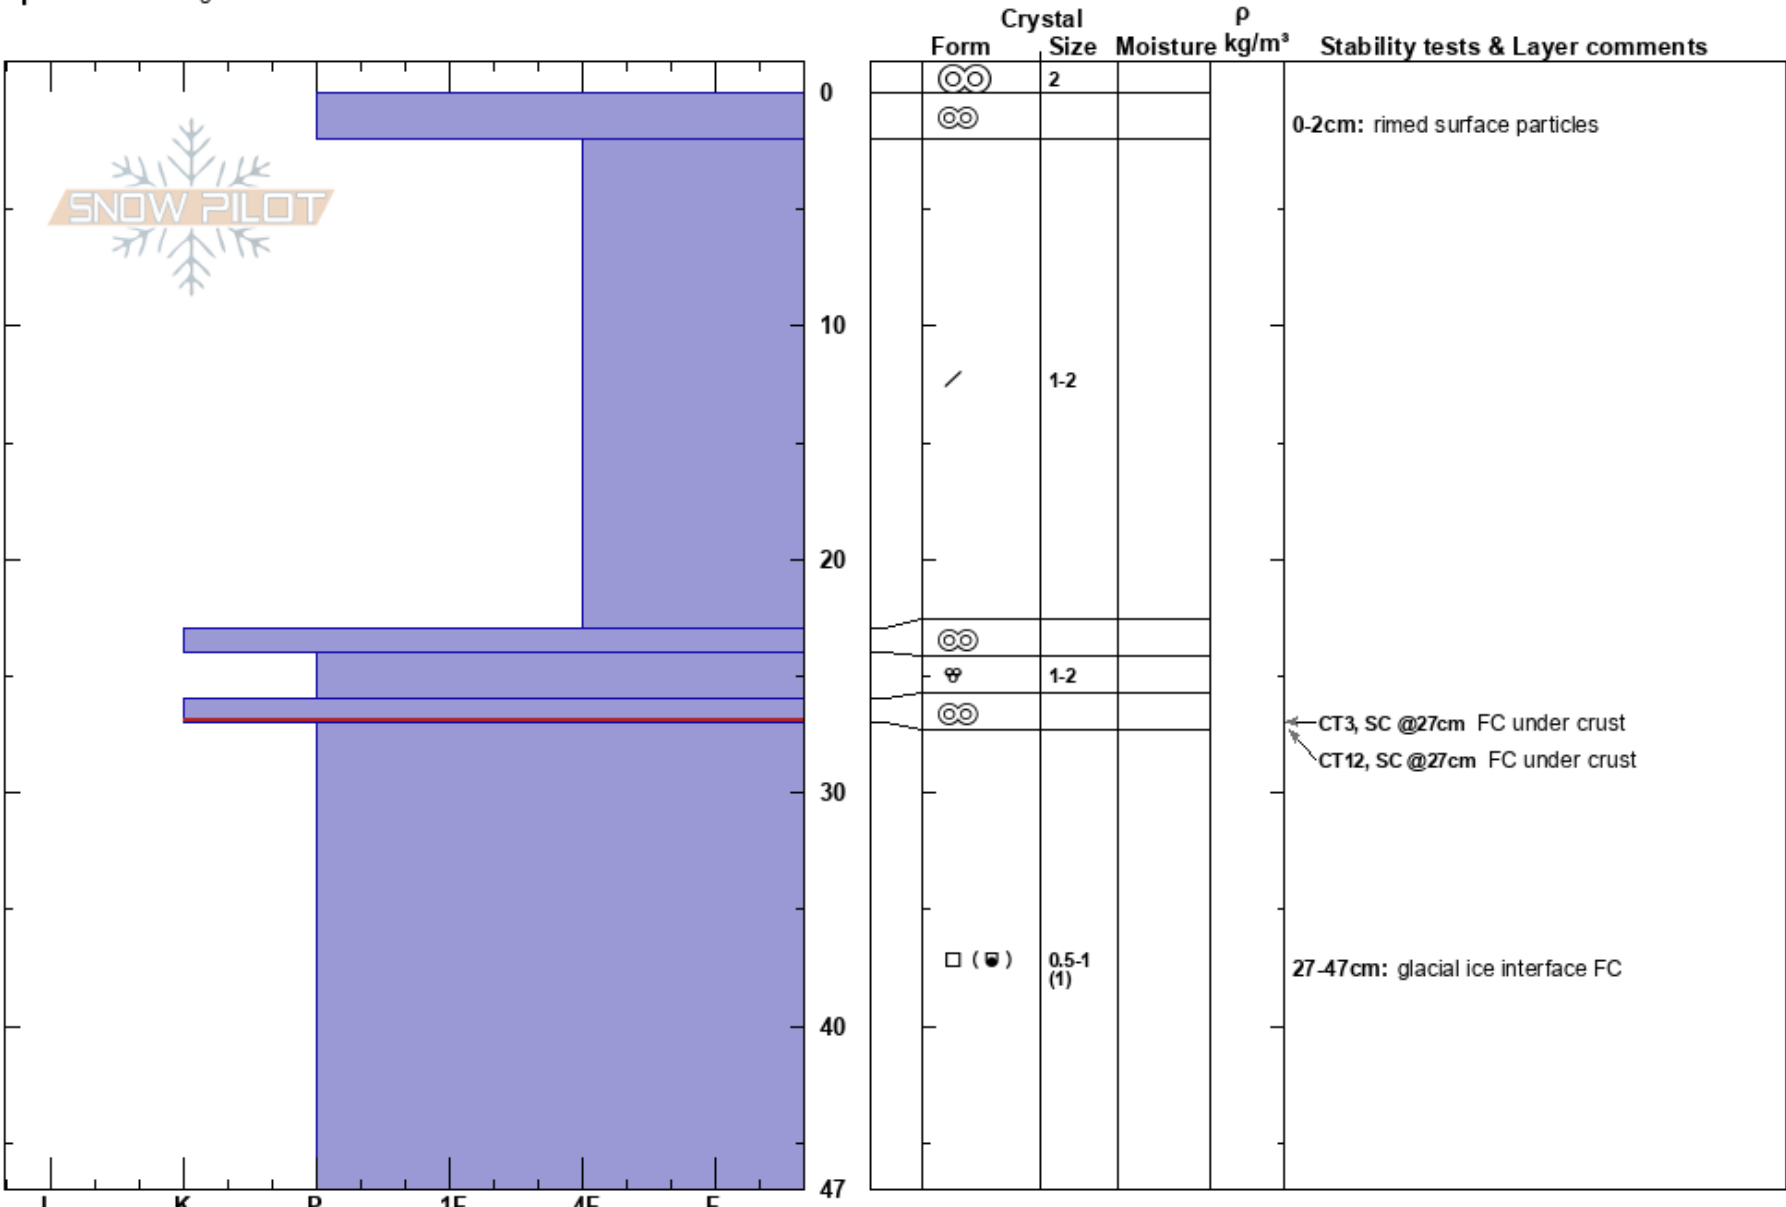 Crystal ρ
Form Size Moisture kg/m³ Stability tests & Layer comments
2
0
0-2cm: rimed surface particles
SNOW PILOT
10
1-2
20
1-2
CT3, SC @27cm FC under crust
CT12, SC @27cm FC under crust
30
0.5-1
(1)
27-47cm: glacial ice interface FC
40
47
I K P 1F 4F F